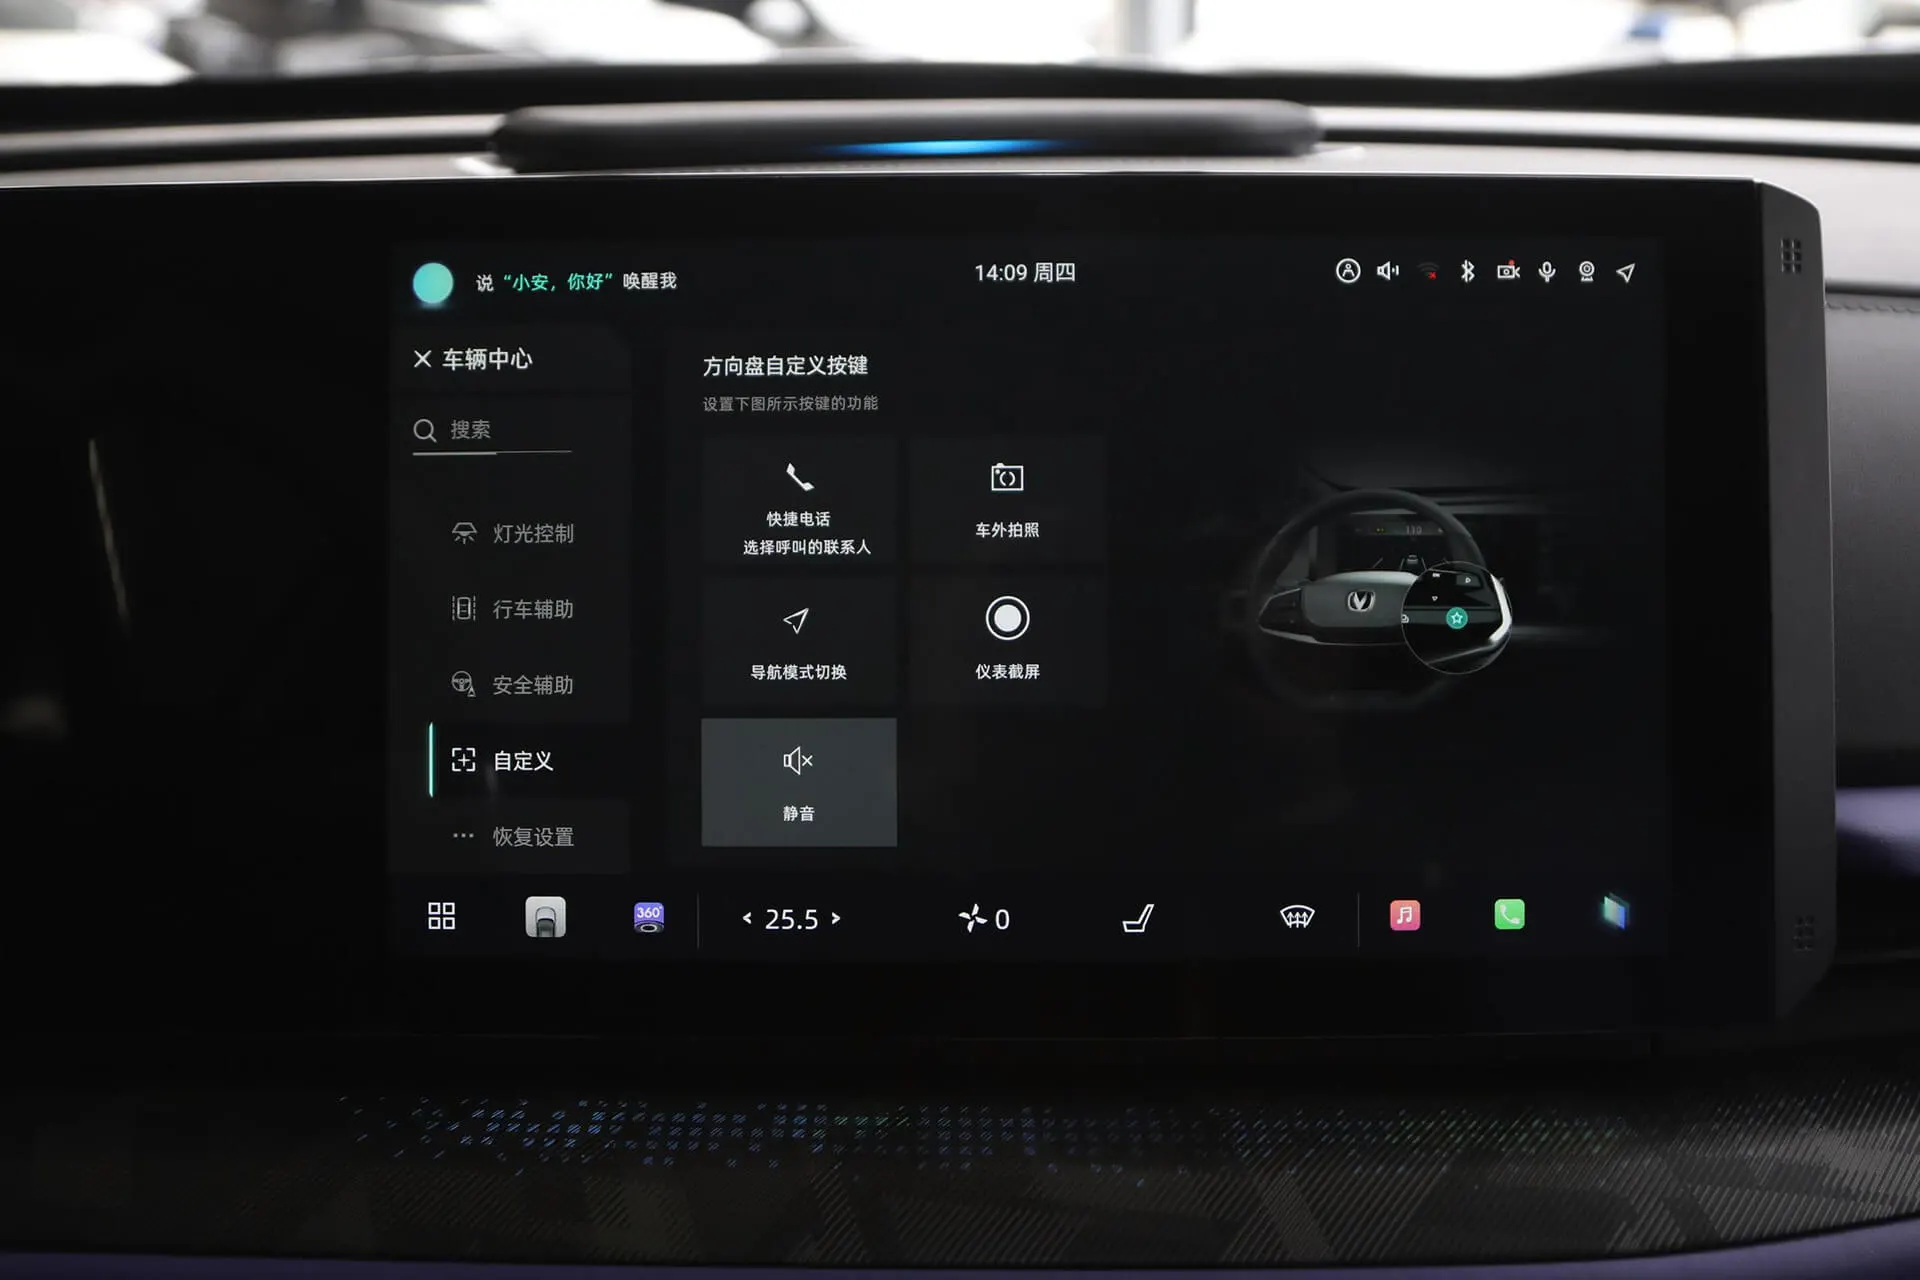 说 “小安，你好” 唤醒我
14:09 周四
车辆中心
搜索
灯光控制
行车辅助
安全辅助
自定义
恢复设置
方向盘自定义按键
设置下图所示按键的功能
快捷电话
选择呼叫的联系人
车外拍照
导航模式切换
仪表截屏
静音
110
360°
< 25.5 >
0